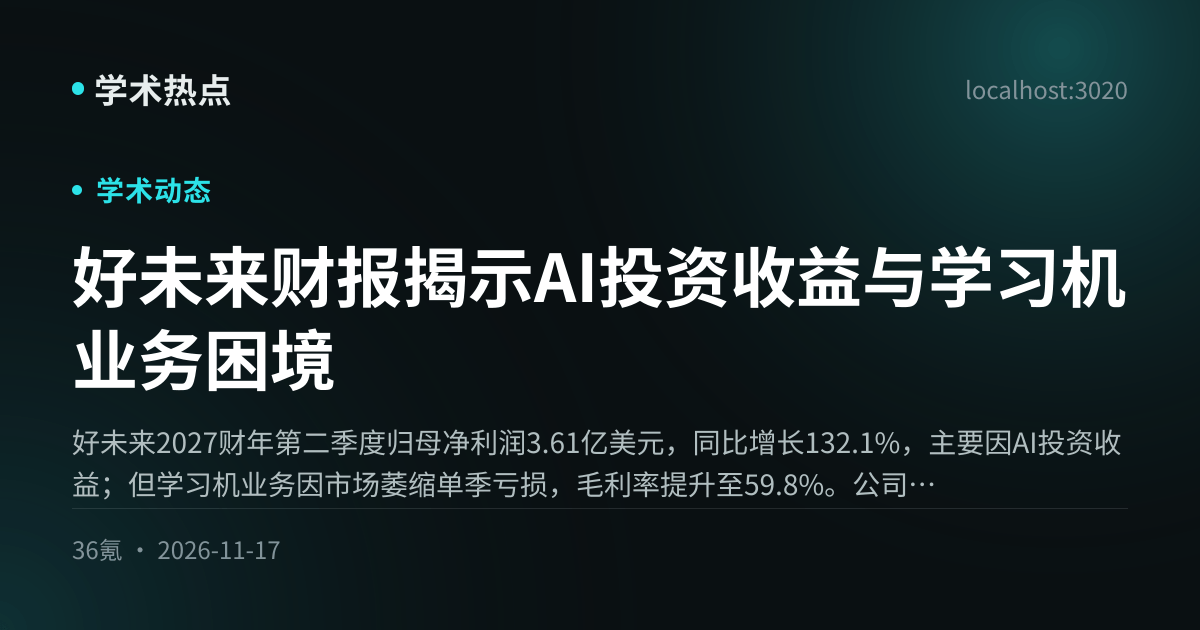 学术热点
localhost:3020
学术动态
好未来财报揭示AI投资收益与学习机
业务困境
好未来2027财年第二季度归母净利润3.61亿美元，同比增长132.1%，主要因AI投资收
益；但学习机业务因市场萎缩单季亏损，毛利率提升至59.8%。公司…
36氪 · 2026-11-17